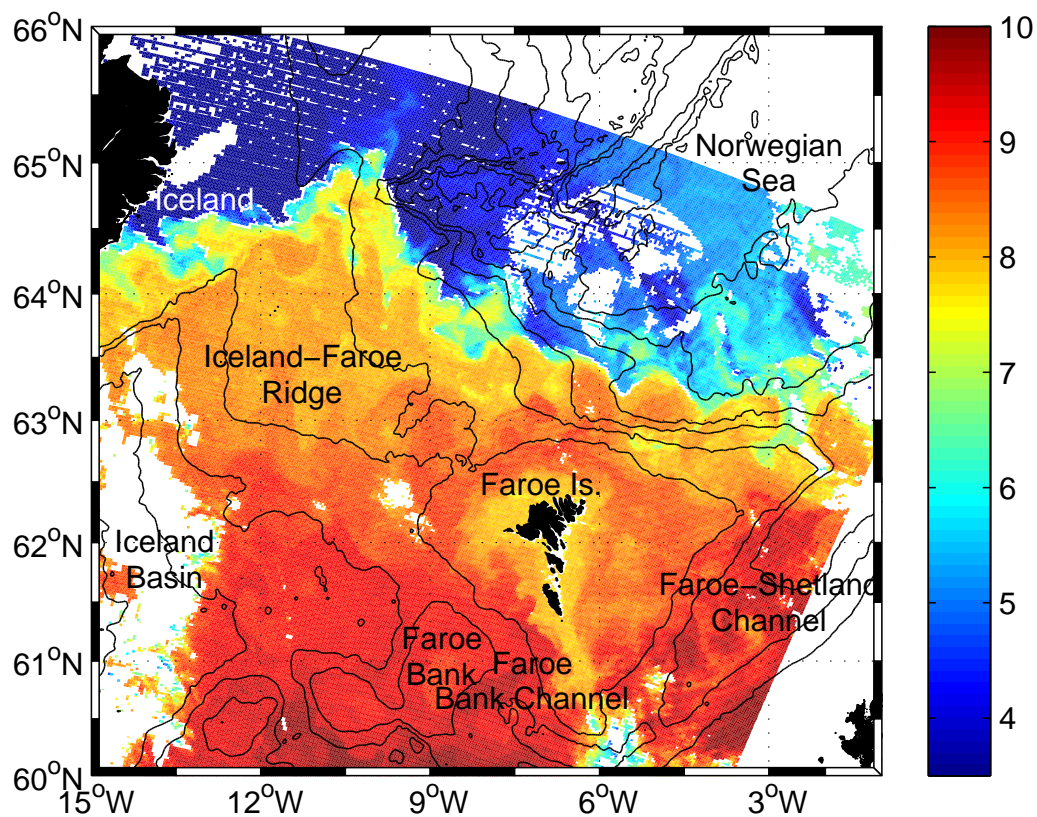 66°N
65°N
64°N
63°N
62°N
61°N
60°N
15°W
12°W
9°W
6°W
3°W
Norwegian
Sea
Iceland
Iceland−Faroe
Ridge
Faroe Is.
Iceland
Basin
Faroe−Shetland
Channel
Faroe
Bank
Faroe
Bank Channel
10
9
8
7
6
5
4